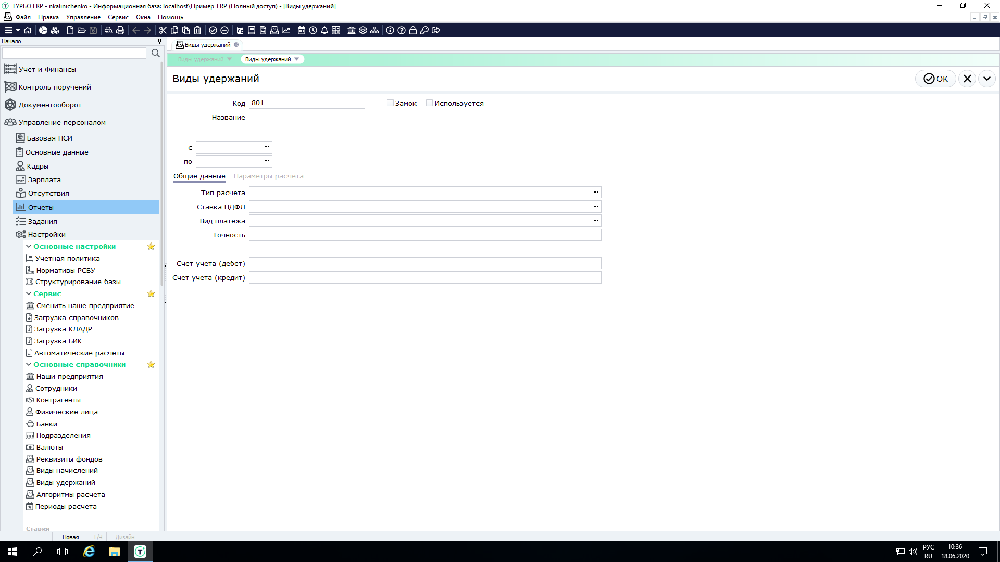 ТУРБО ERP - nkalinichenko - Информационная база: localhost\Пример_ERP (Полный доступ) - [Виды удержаний]
Файл Правка Управление Сервис Окна Помощь
Начало
Виды удержаний
Виды удержаний Виды удержаний
Виды удержаний
OK
Код 801 Замок Используется
Название
с
по
Общие данные Параметры расчета
Тип расчета
Ставка НДФЛ
Вид платежа
Точность
Счет учета (дебет)
Счет учета (кредит)
Учет и Финансы
Контроль поручений
Документооборот
Управление персоналом
Базовая НСИ
Основные данные
Кадры
Зарплата
Отсутствия
Отчеты
Задания
Настройки
Основные настройки
Учетная политика
Нормативы РСБУ
Структурирование базы
Сервис
Сменить наше предприятие
Загрузка справочников
Загрузка КЛАДР
Загрузка БИК
Автоматические расчеты
Основные справочники
Наши предприятия
Сотрудники
Контрагенты
Физические лица
Банки
Подразделения
Валюты
Реквизиты фондов
Виды начислений
Виды удержаний
Алгоритмы расчета
Периоды расчета
Ставки
Новая Т/Ч Дизайн
РУС 10:36
RU 18.06.2020